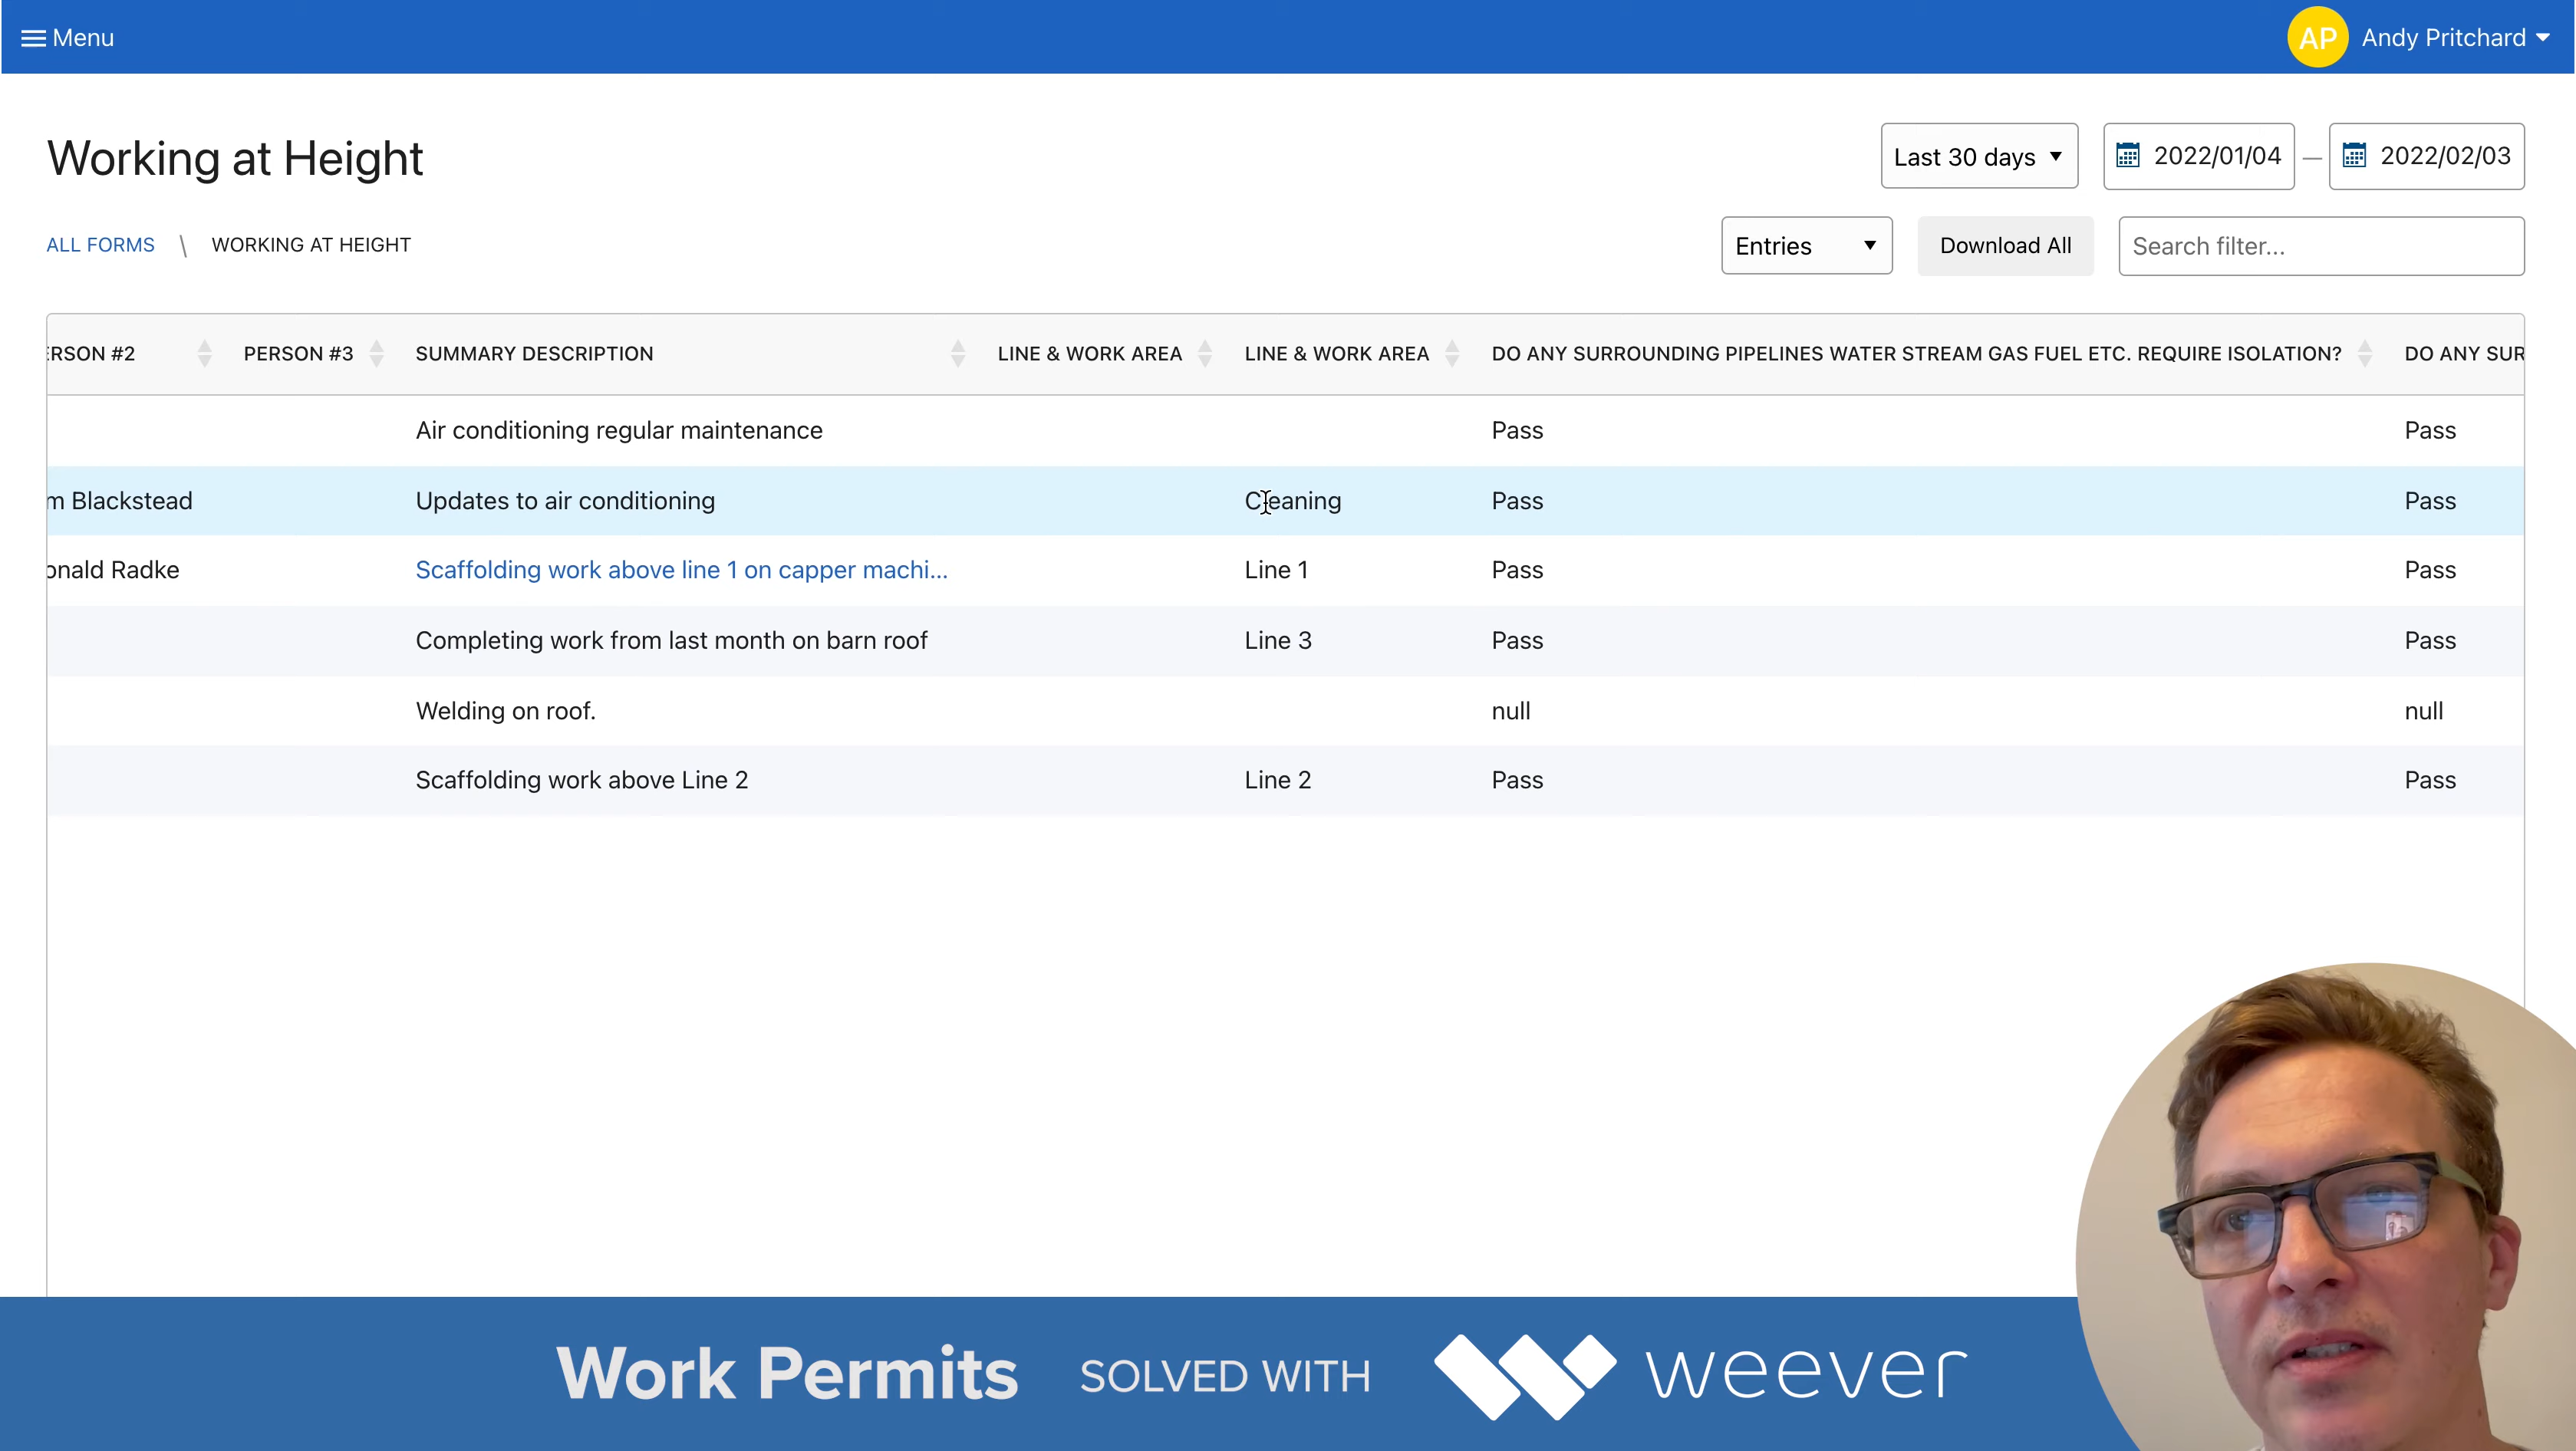 Menu
AP Andy Pritchard
Working at Height
Last 30 days
2022/01/04 — 2022/02/03
ALL FORMS \ WORKING AT HEIGHT
Entries
Download All
Search filter...
ERSON #2 PERSON #3 SUMMARY DESCRIPTION LINE & WORK AREA LINE & WORK AREA DO ANY SURROUNDING PIPELINES WATER STREAM GAS FUEL ETC. REQUIRE ISOLATION? DO ANY SUR
Air conditioning regular maintenance Pass Pass
m Blackstead Updates to air conditioning Cleaning Pass Pass
onald Radke Scaffolding work above line 1 on capper machi... Line 1 Pass Pass
Completing work from last month on barn roof Line 3 Pass Pass
Welding on roof. null null
Scaffolding work above Line 2 Line 2 Pass Pass
Work Permits SOLVED WITH weever